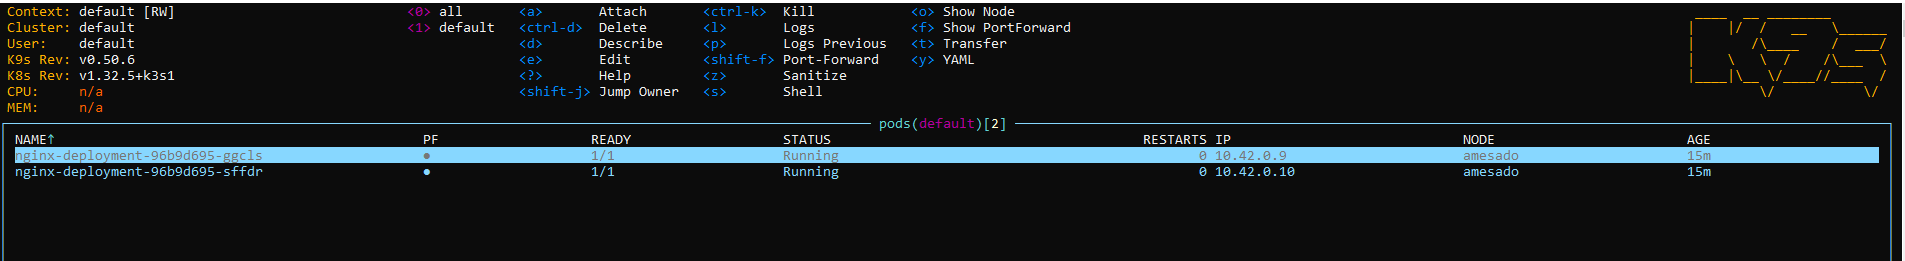 Context: default [RW] <0> all <a> Attach <ctrl-k> Kill <o> Show Node
Cluster: default <1> default <ctrl-d> Delete <l> Logs <f> Show PortForward
User: default <d> Describe <p> Logs Previous <t> Transfer
K9s Rev: v0.50.6 <e> Edit <shift-f> Port-Forward <y> YAML
K8s Rev: v1.32.5+k3s1 <?> Help <z> Sanitize
CPU: n/a <shift-j> Jump Owner <s> Shell
MEM: n/a
pods(default)[2]
NAME↑ PF READY STATUS RESTARTS IP NODE AGE
nginx-deployment-96b9d695-ggcls ● 1/1 Running 0 10.42.0.9 amesado 15m
nginx-deployment-96b9d695-sffdr ● 1/1 Running 0 10.42.0.10 amesado 15m